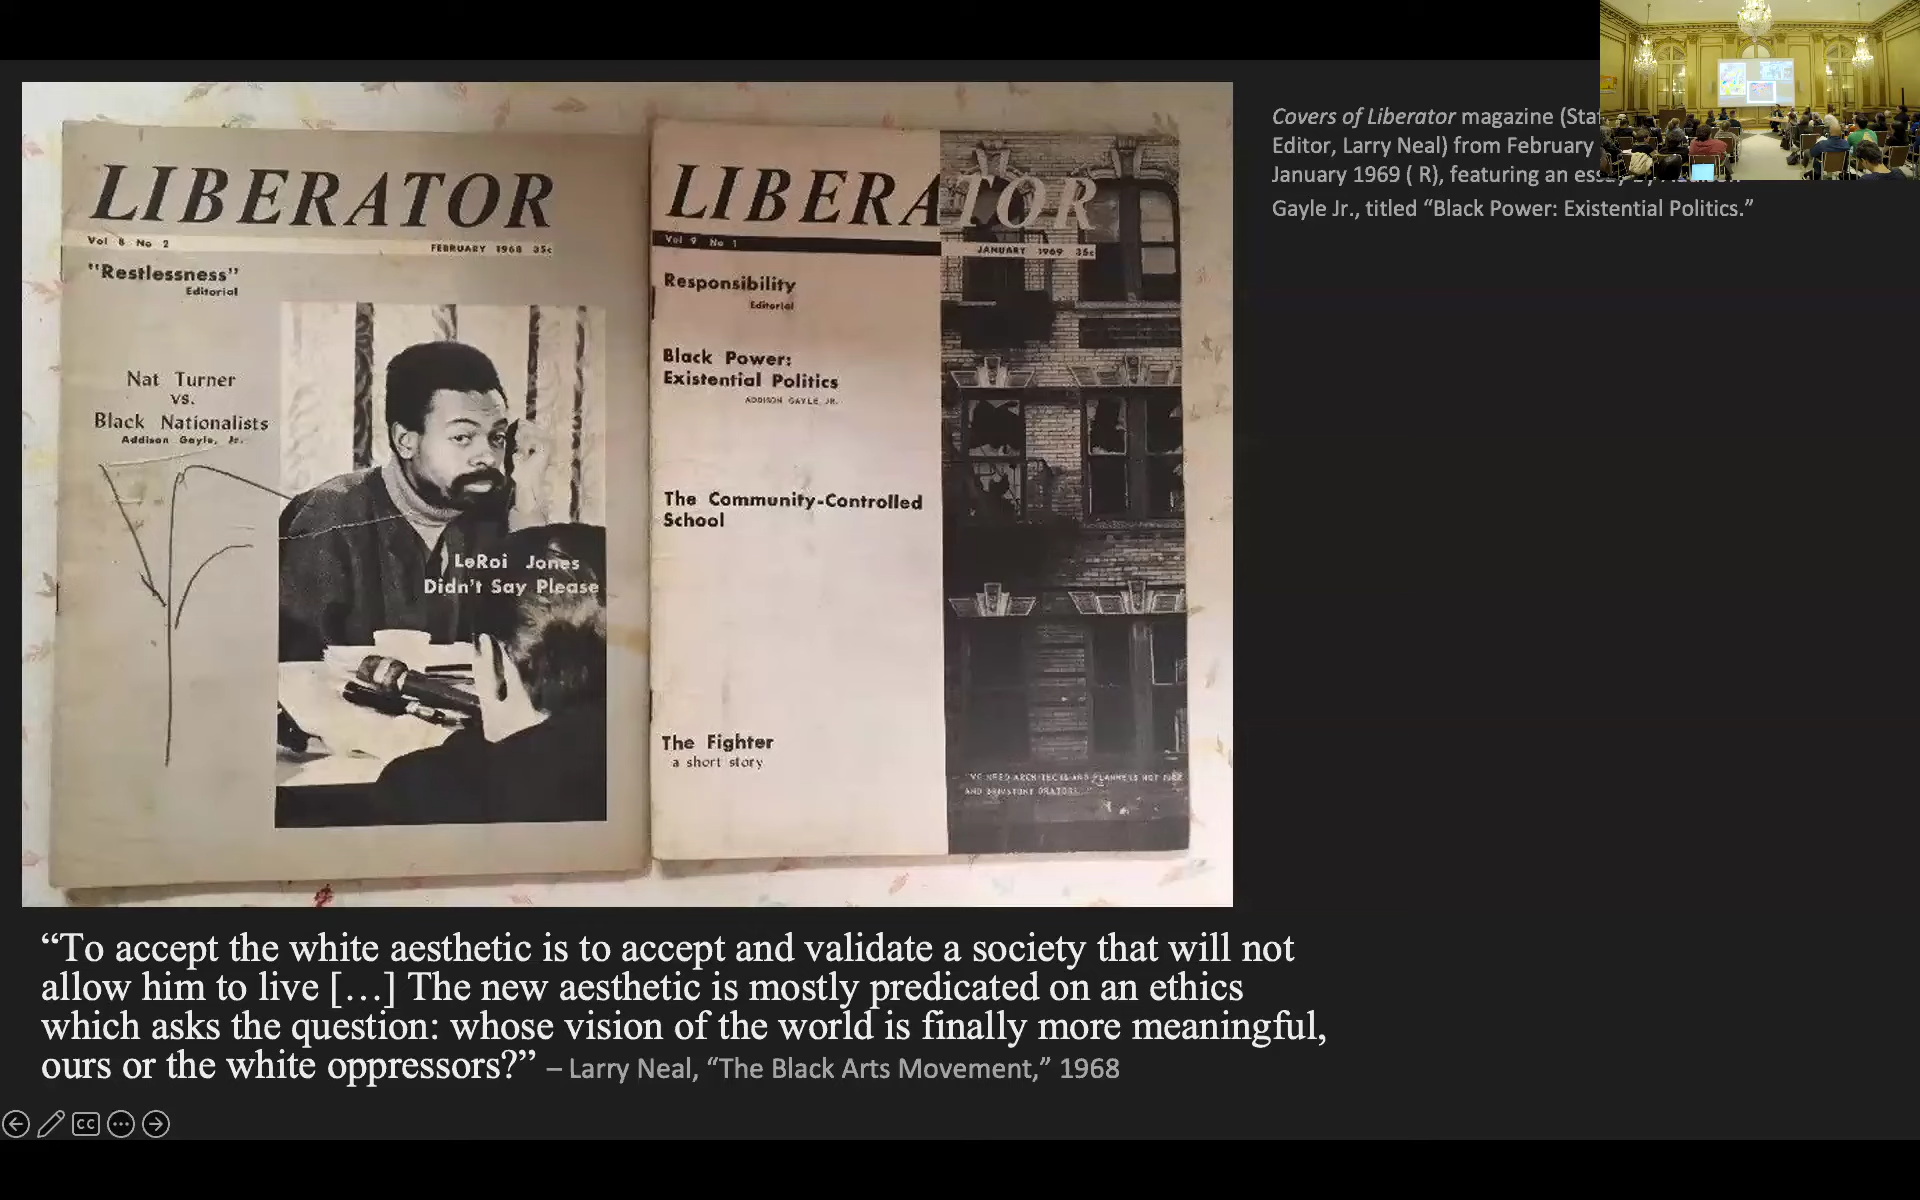 LIBERATOR
Vol 8 No 2
FEBRUARY 1968 35c
"Restlessness"
Editorial
Nat Turner
vs.
Black Nationalists
Addison Gayle, Jr.
LeRoi Jones
Didn't Say Please
LIBERATOR
Vol 9 No 1
JANUARY 1969 35c
Responsibility
Editorial
Black Power:
Existential Politics
ADDISON GAYLE, JR.
The Community-Controlled
School
The Fighter
a short story
Covers of Liberator magazine
Editor, Larry Neal) from February
January 1969 ( R), featuring an
Gayle Jr., titled “Black Power: Existential Politics.”
“To accept the white aesthetic is to accept and validate a society that will not
allow him to live […] The new aesthetic is mostly predicated on an ethics
which asks the question: whose vision of the world is finally more meaningful,
ours or the white oppressors?” – Larry Neal, “The Black Arts Movement,” 1968
CC